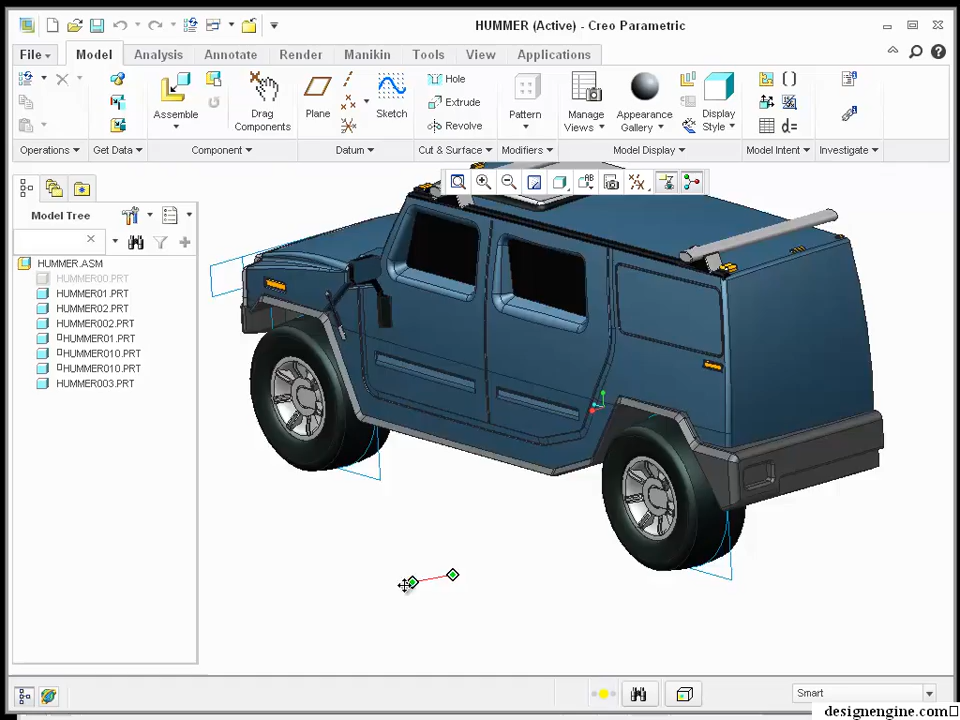 HUMMER (Active) - Creo Parametric
File
Model
Analysis
Annotate
Render
Manikin
Tools
View
Applications
Assemble
Drag Components
Plane
Sketch
Hole
Extrude
Revolve
Pattern
Manage Views
Appearance Gallery
Display Style
d=
Operations
Get Data
Component
Datum
Cut & Surface
Modifiers
Model Display
Model Intent
Investigate
Model Tree
HUMMER.ASM
HUMMER00.PRT
HUMMER01.PRT
HUMMER02.PRT
HUMMER002.PRT
HUMMER01.PRT
HUMMER010.PRT
HUMMER010.PRT
HUMMER003.PRT
Smart
designengine.com